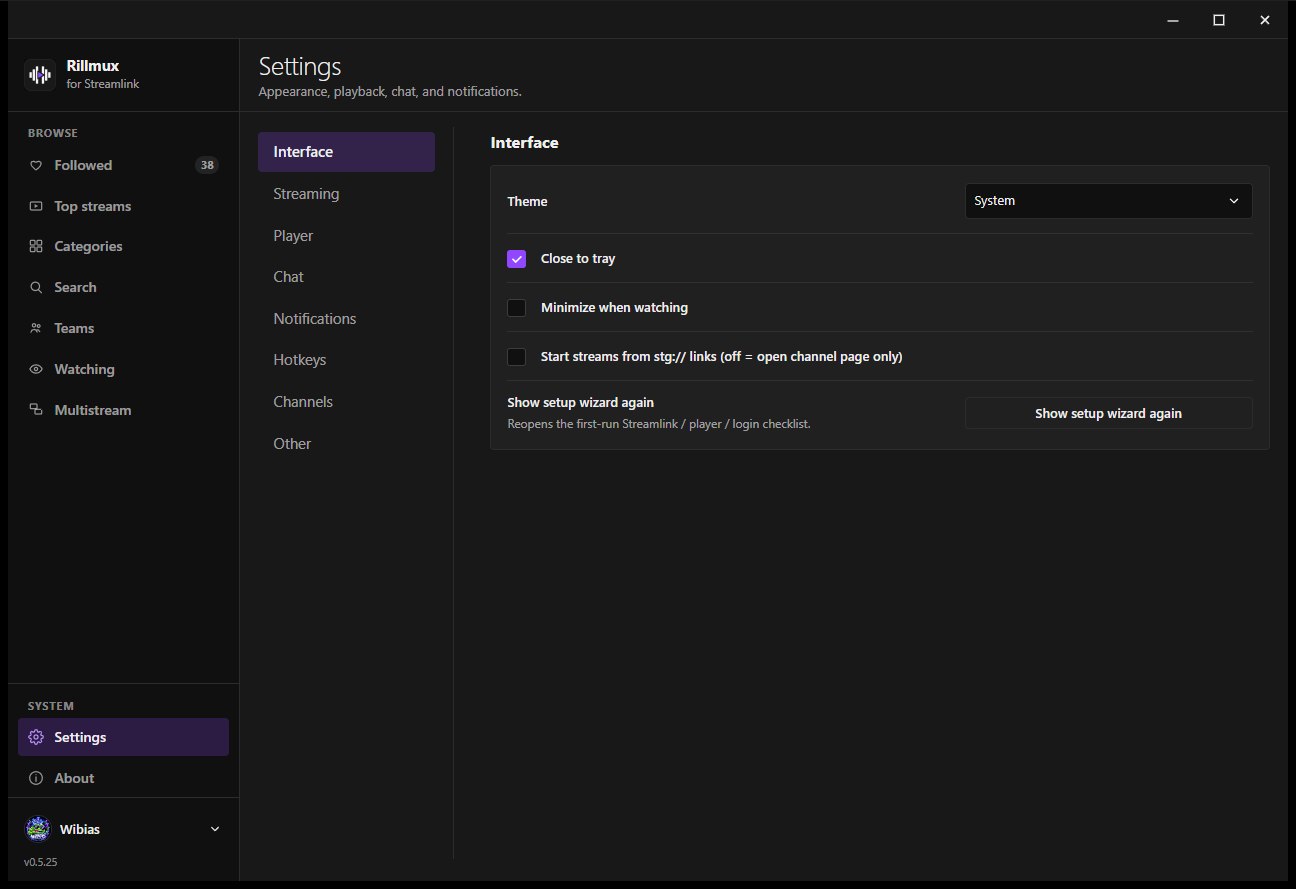 Rillmux
for Streamlink
BROWSE
Followed 38
Top streams
Categories
Search
Teams
Watching
Multistream
SYSTEM
Settings
About
Wibias
v0.5.25
Settings
Appearance, playback, chat, and notifications.
Interface
Streaming
Player
Chat
Notifications
Hotkeys
Channels
Other
Interface
Theme System
Close to tray
Minimize when watching
Start streams from stg:// links (off = open channel page only)
Show setup wizard again
Reopens the first-run Streamlink / player / login checklist.
Show setup wizard again